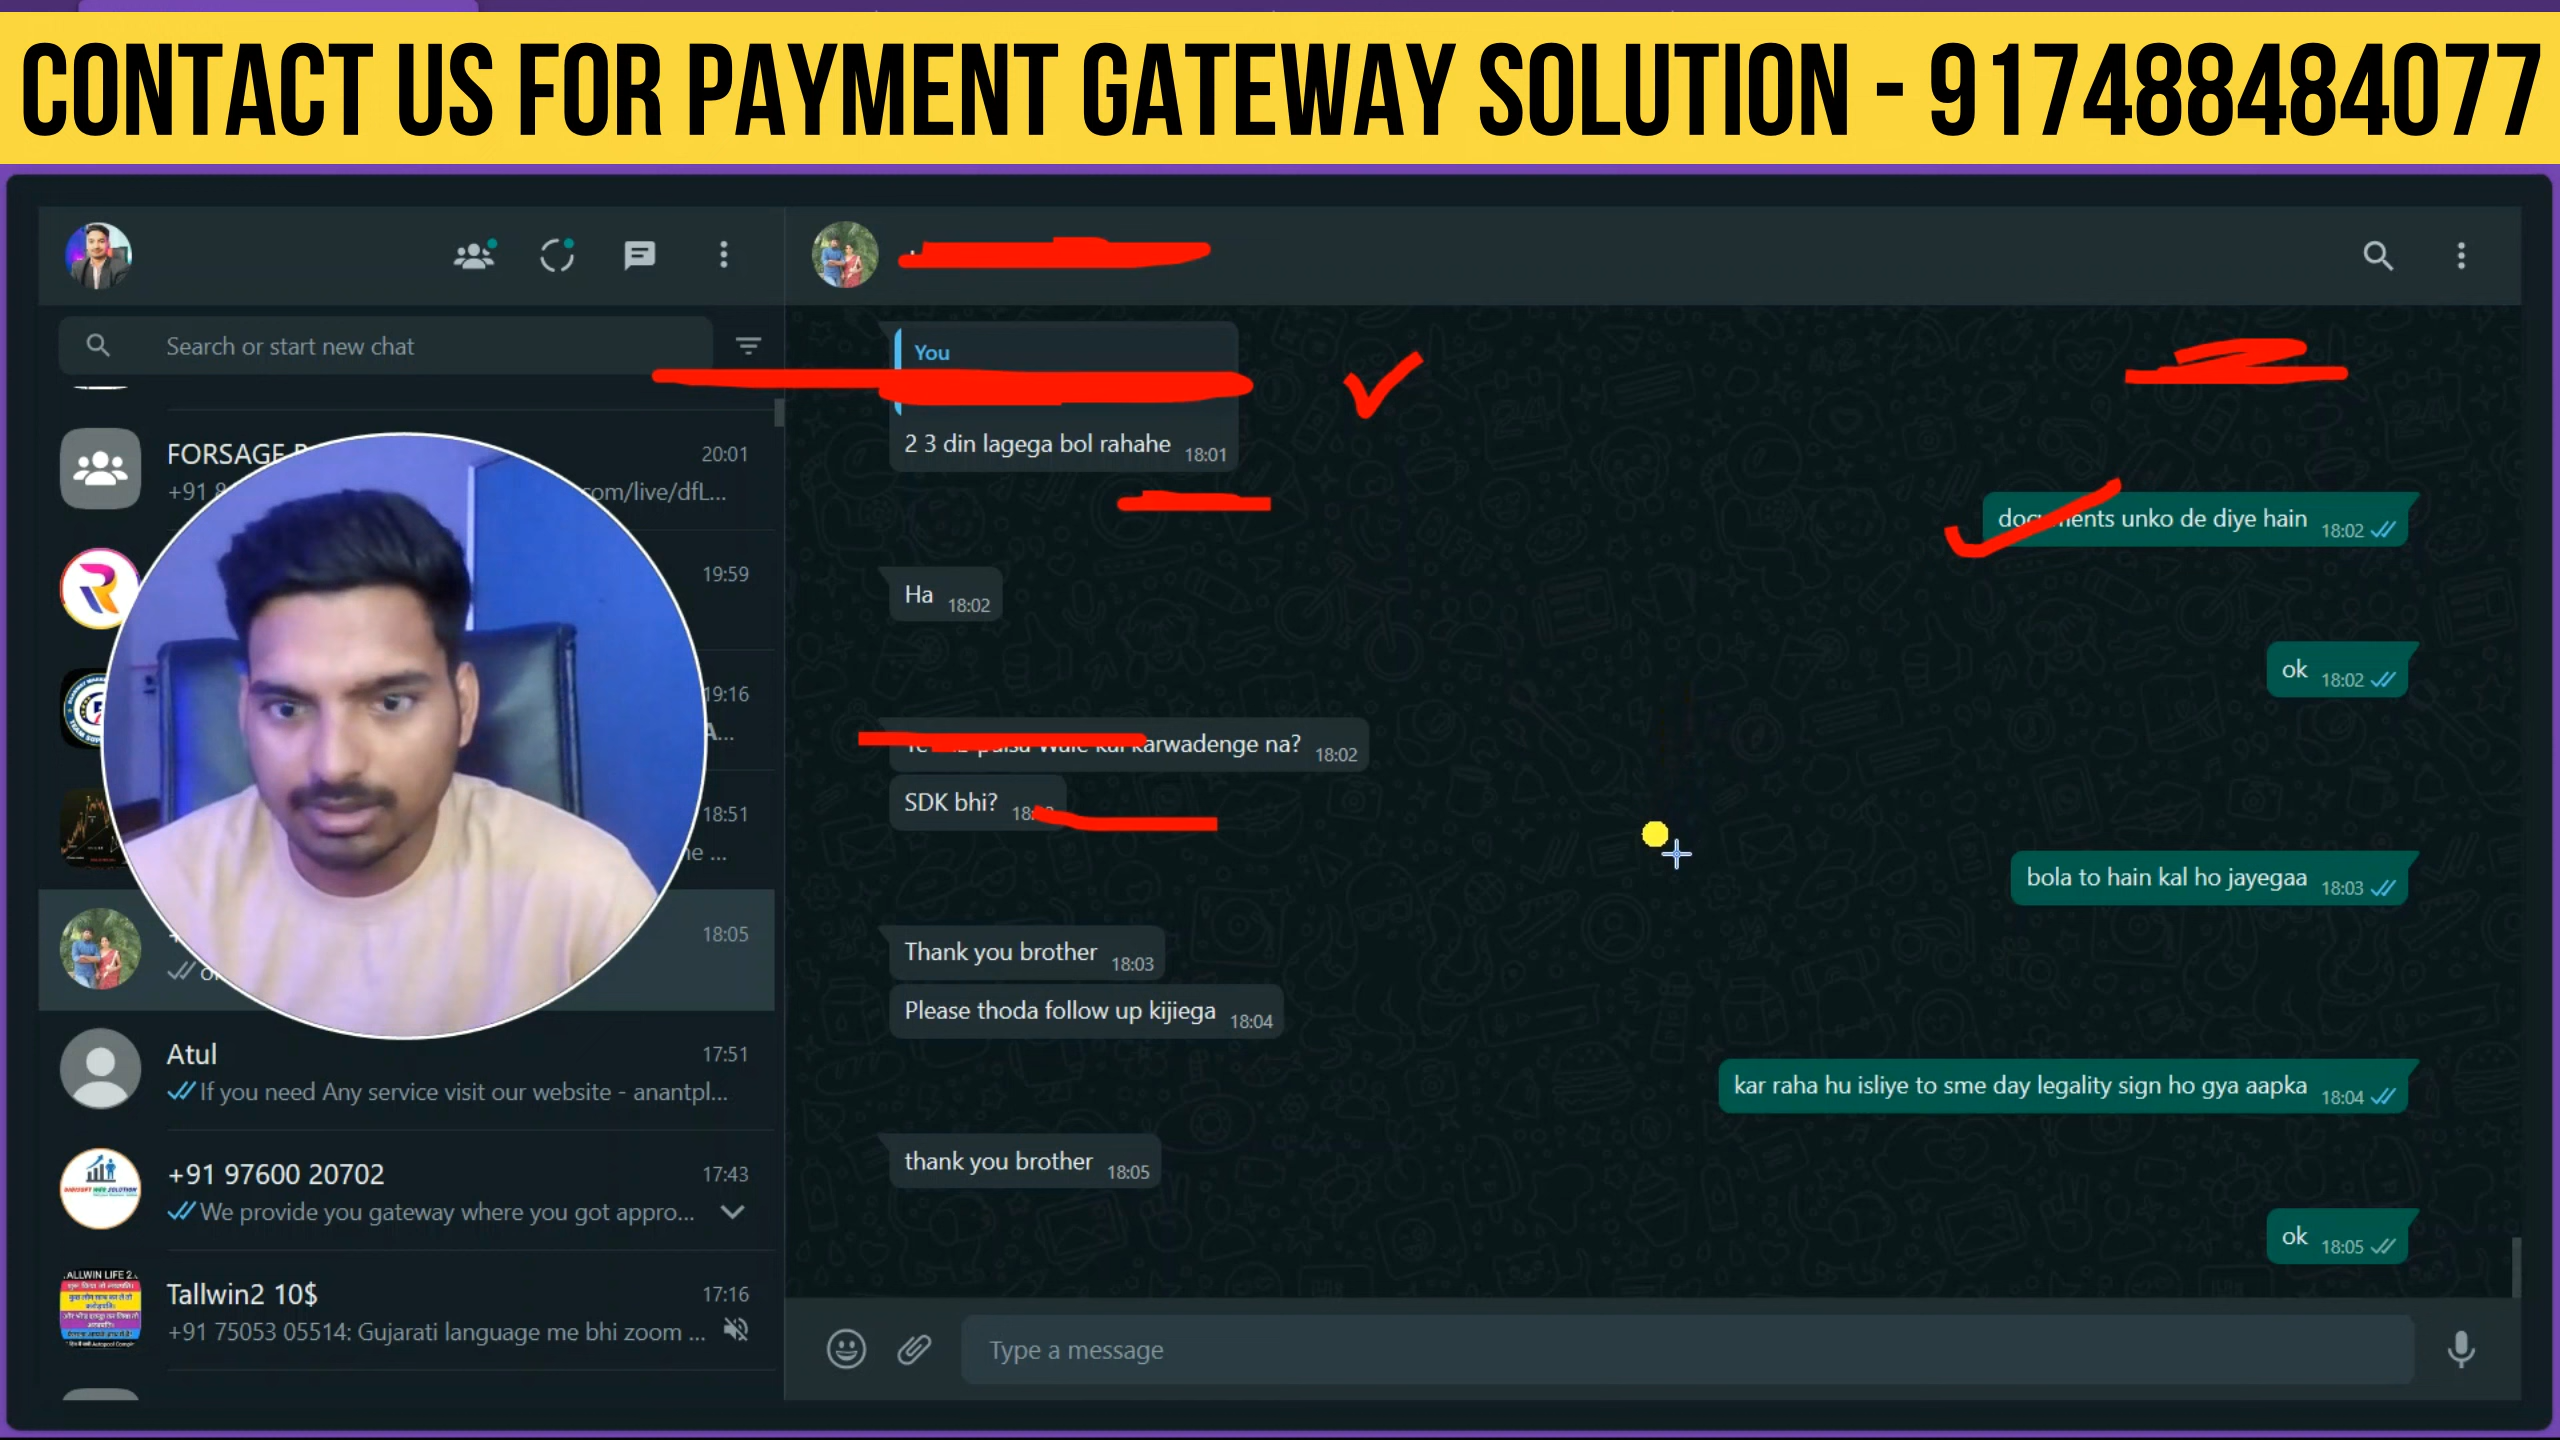 CONTACT US FOR PAYMENT GATEWAY SOLUTION - 917488484077
Search or start new chat
FORSAGE
20:01
+91
com/live/dfL...
19:59
19:16
A...
18:51
ne ...
18:05
Atul
17:51
If you need Any service visit our website - anantpl...
+91 97600 20702
17:43
We provide you gateway where you got appro...
Tallwin2 10$
17:16
+91 75053 05514: Gujarati language me bhi zoom ...
ALLWIN LIFE 2.
You
2 3 din lagega bol rahahe 18:01
documents unko de diye hain 18:02
Ha 18:02
ok 18:02
karwadenge na? 18:02
SDK bhi?
bola to hain kal ho jayegaa 18:03
Thank you brother 18:03
Please thoda follow up kijiega 18:04
kar raha hu isliye to sme day legality sign ho gya aapka 18:04
thank you brother 18:05
ok 18:05
Type a message